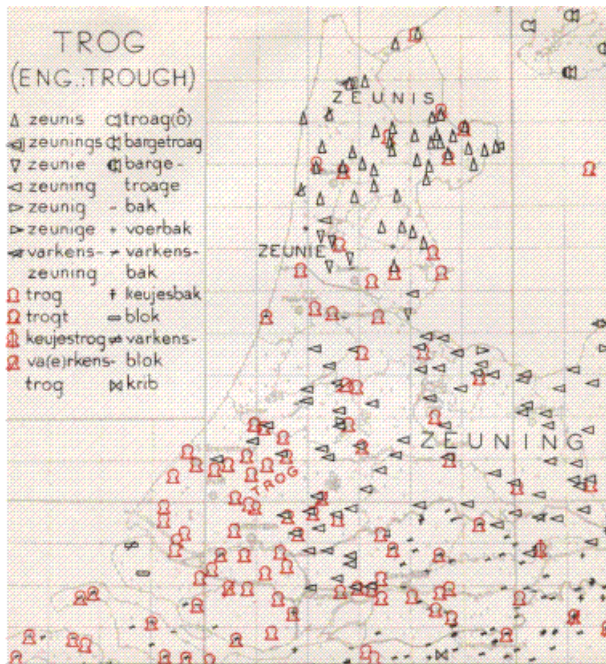 TROG
(ENG.:TROUGH)
zeunis
zeunings
zeunie
zeuning
zeunig
zeunige
varkens-
zeuning
trog
trogt
keujestrog
va(e)rkens-
trog
troag(ô)
bargetroag
barge-
troage
bak
voerbak
varkens-
bak
keujesbak
blok
varkens-
blok
krib
ZEUNIS
ZEUNIE
ZEUNING
TROG